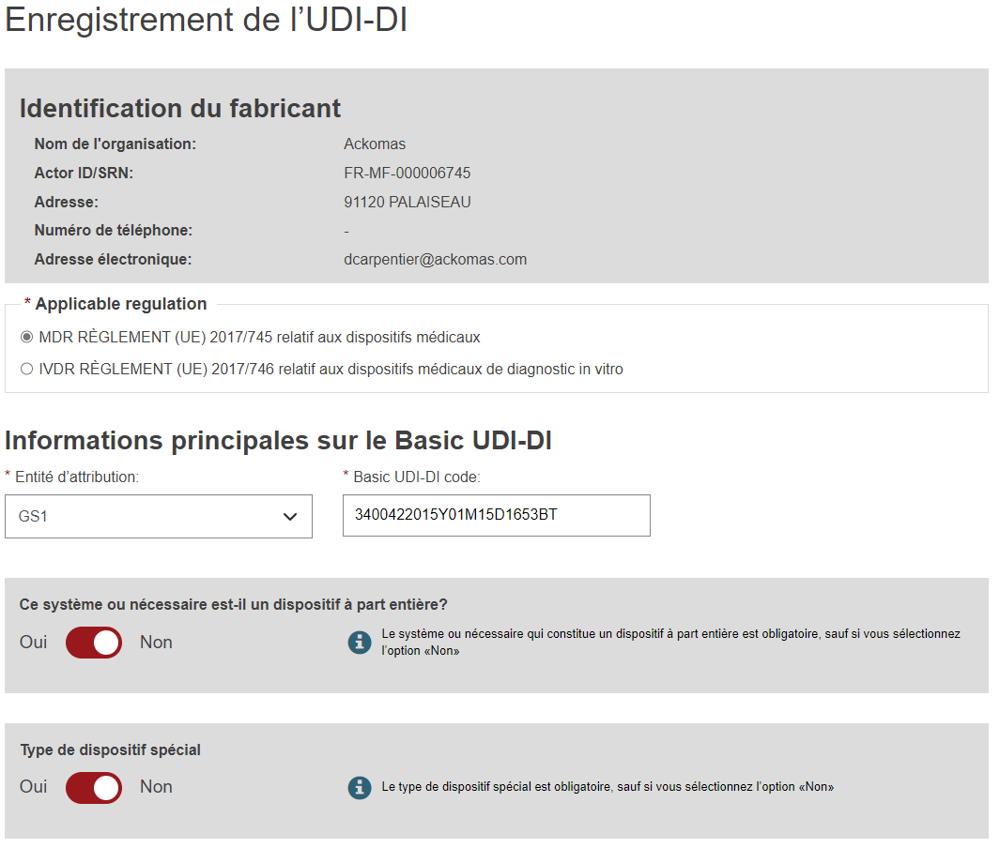 Enregistrement de l’UDI-DI
Identification du fabricant
Nom de l'organisation: Ackomas
Actor ID/SRN: FR-MF-000006745
Adresse: 91120 PALAISEAU
Numéro de téléphone: -
Adresse électronique: dcarpentier@ackomas.com
* Applicable regulation
MDR RÈGLEMENT (UE) 2017/745 relatif aux dispositifs médicaux
IVDR RÈGLEMENT (UE) 2017/746 relatif aux dispositifs médicaux de diagnostic in vitro
Informations principales sur le Basic UDI-DI
* Entité d’attribution: * Basic UDI-DI code:
GS1 3400422015Y01M15D1653BT
Ce système ou nécessaire est-il un dispositif à part entière?
Oui Non
Le système ou nécessaire qui constitue un dispositif à part entière est obligatoire, sauf si vous sélectionnez
l’option «Non»
Type de dispositif spécial
Oui Non
Le type de dispositif spécial est obligatoire, sauf si vous sélectionnez l’option «Non»